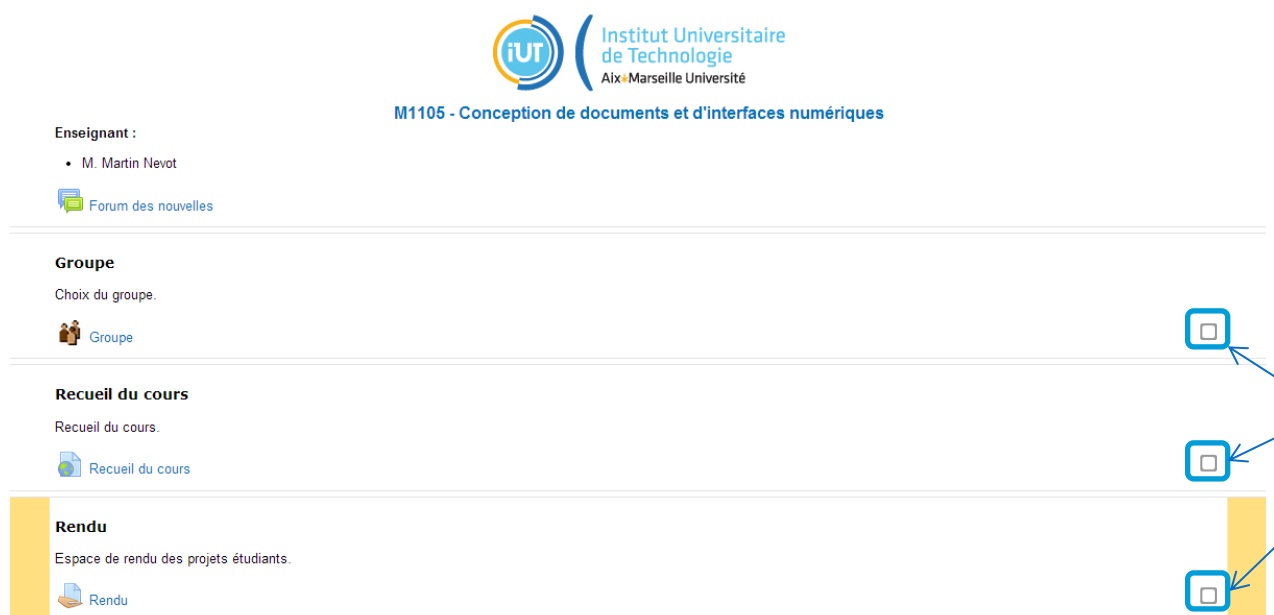 iUT
Institut Universitaire
de Technologie
Aix*Marseille Université
M1105 - Conception de documents et d'interfaces numériques
Enseignant :
• M. Martin Nevot
Forum des nouvelles
Groupe
Choix du groupe.
Groupe
Recueil du cours
Recueil du cours.
Recueil du cours
Rendu
Espace de rendu des projets étudiants.
Rendu